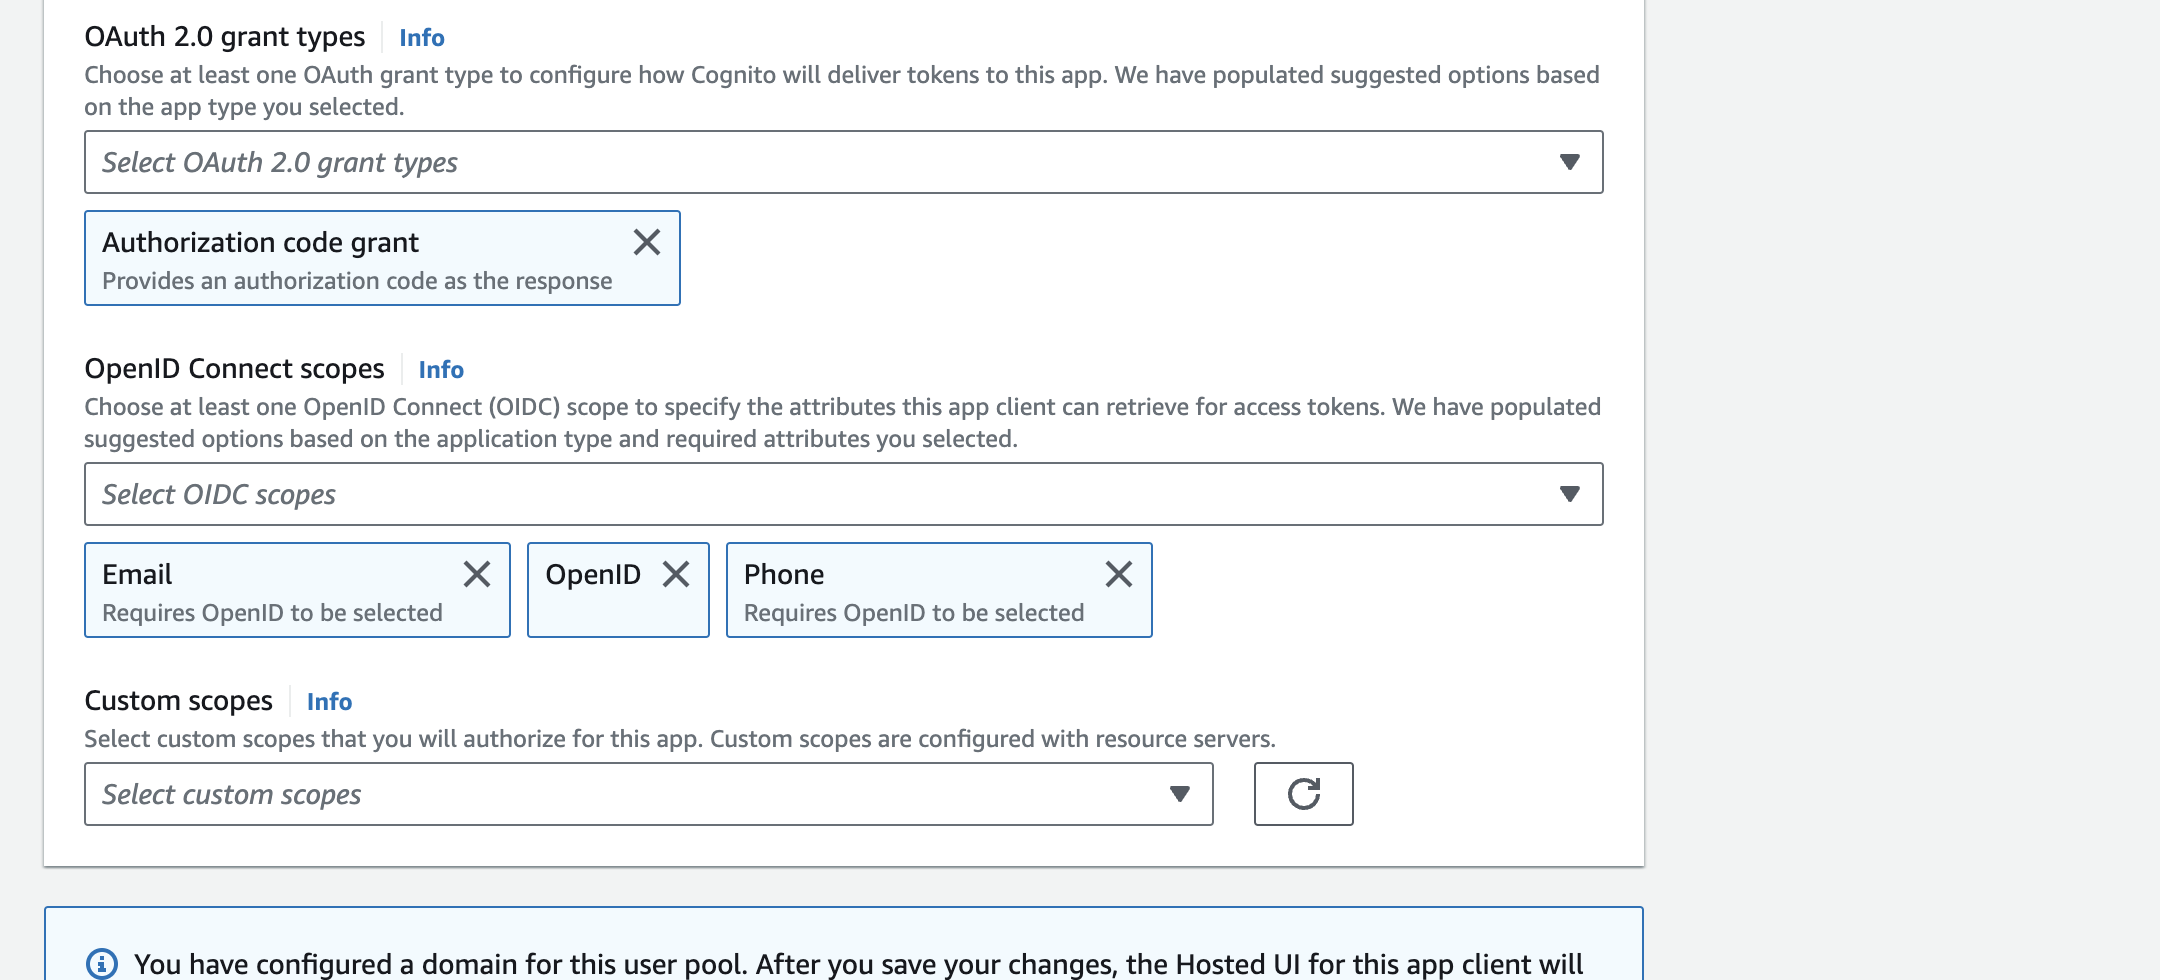 OAuth 2.0 grant types Info
Choose at least one OAuth grant type to configure how Cognito will deliver tokens to this app. We have populated suggested options based
on the app type you selected.
Select OAuth 2.0 grant types
Authorization code grant
Provides an authorization code as the response
OpenID Connect scopes Info
Choose at least one OpenID Connect (OIDC) scope to specify the attributes this app client can retrieve for access tokens. We have populated
suggested options based on the application type and required attributes you selected.
Select OIDC scopes
Email OpenID Phone
Requires OpenID to be selected Requires OpenID to be selected
Custom scopes Info
Select custom scopes that you will authorize for this app. Custom scopes are configured with resource servers.
Select custom scopes
You have configured a domain for this user pool. After you save your changes, the Hosted UI for this app client will